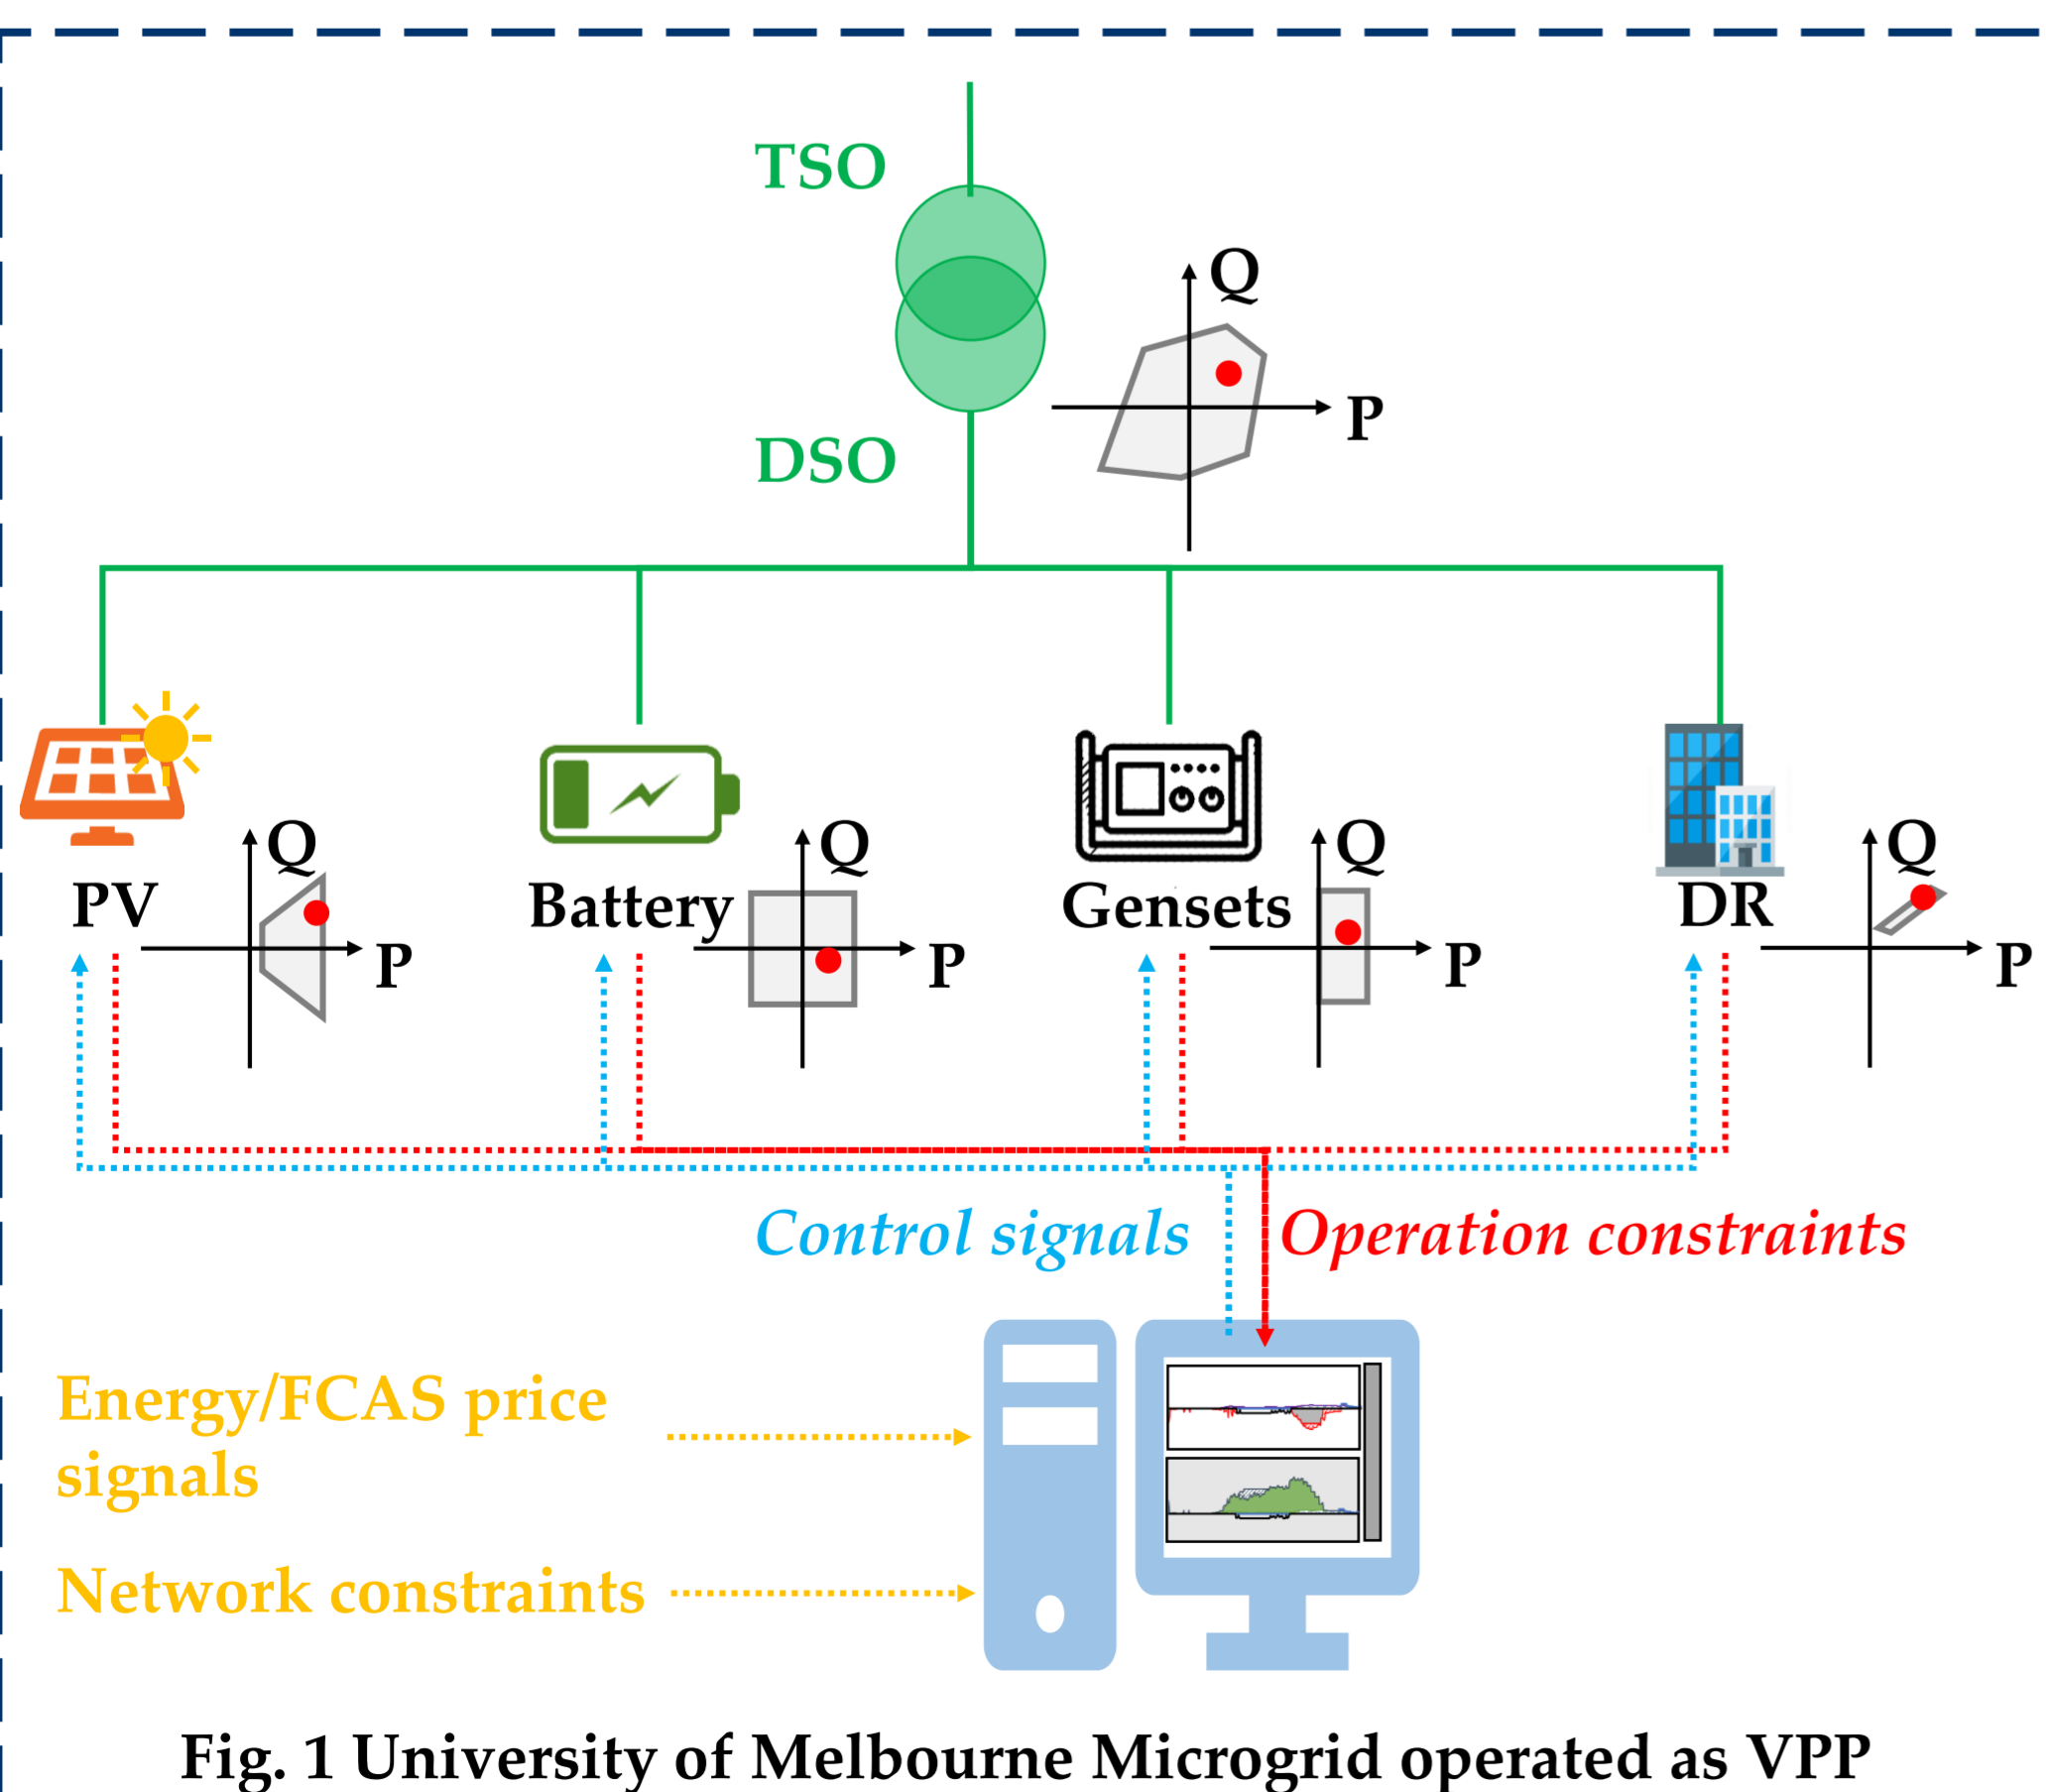 TSO
Q
P
DSO
Q
Q
Q
Q
PV
Battery
Gensets
DR
P
P
P
P
Control signals
Operation constraints
Energy/FCAS price
signals
Network constraints
Fig. 1 University of Melbourne Microgrid operated as VPP